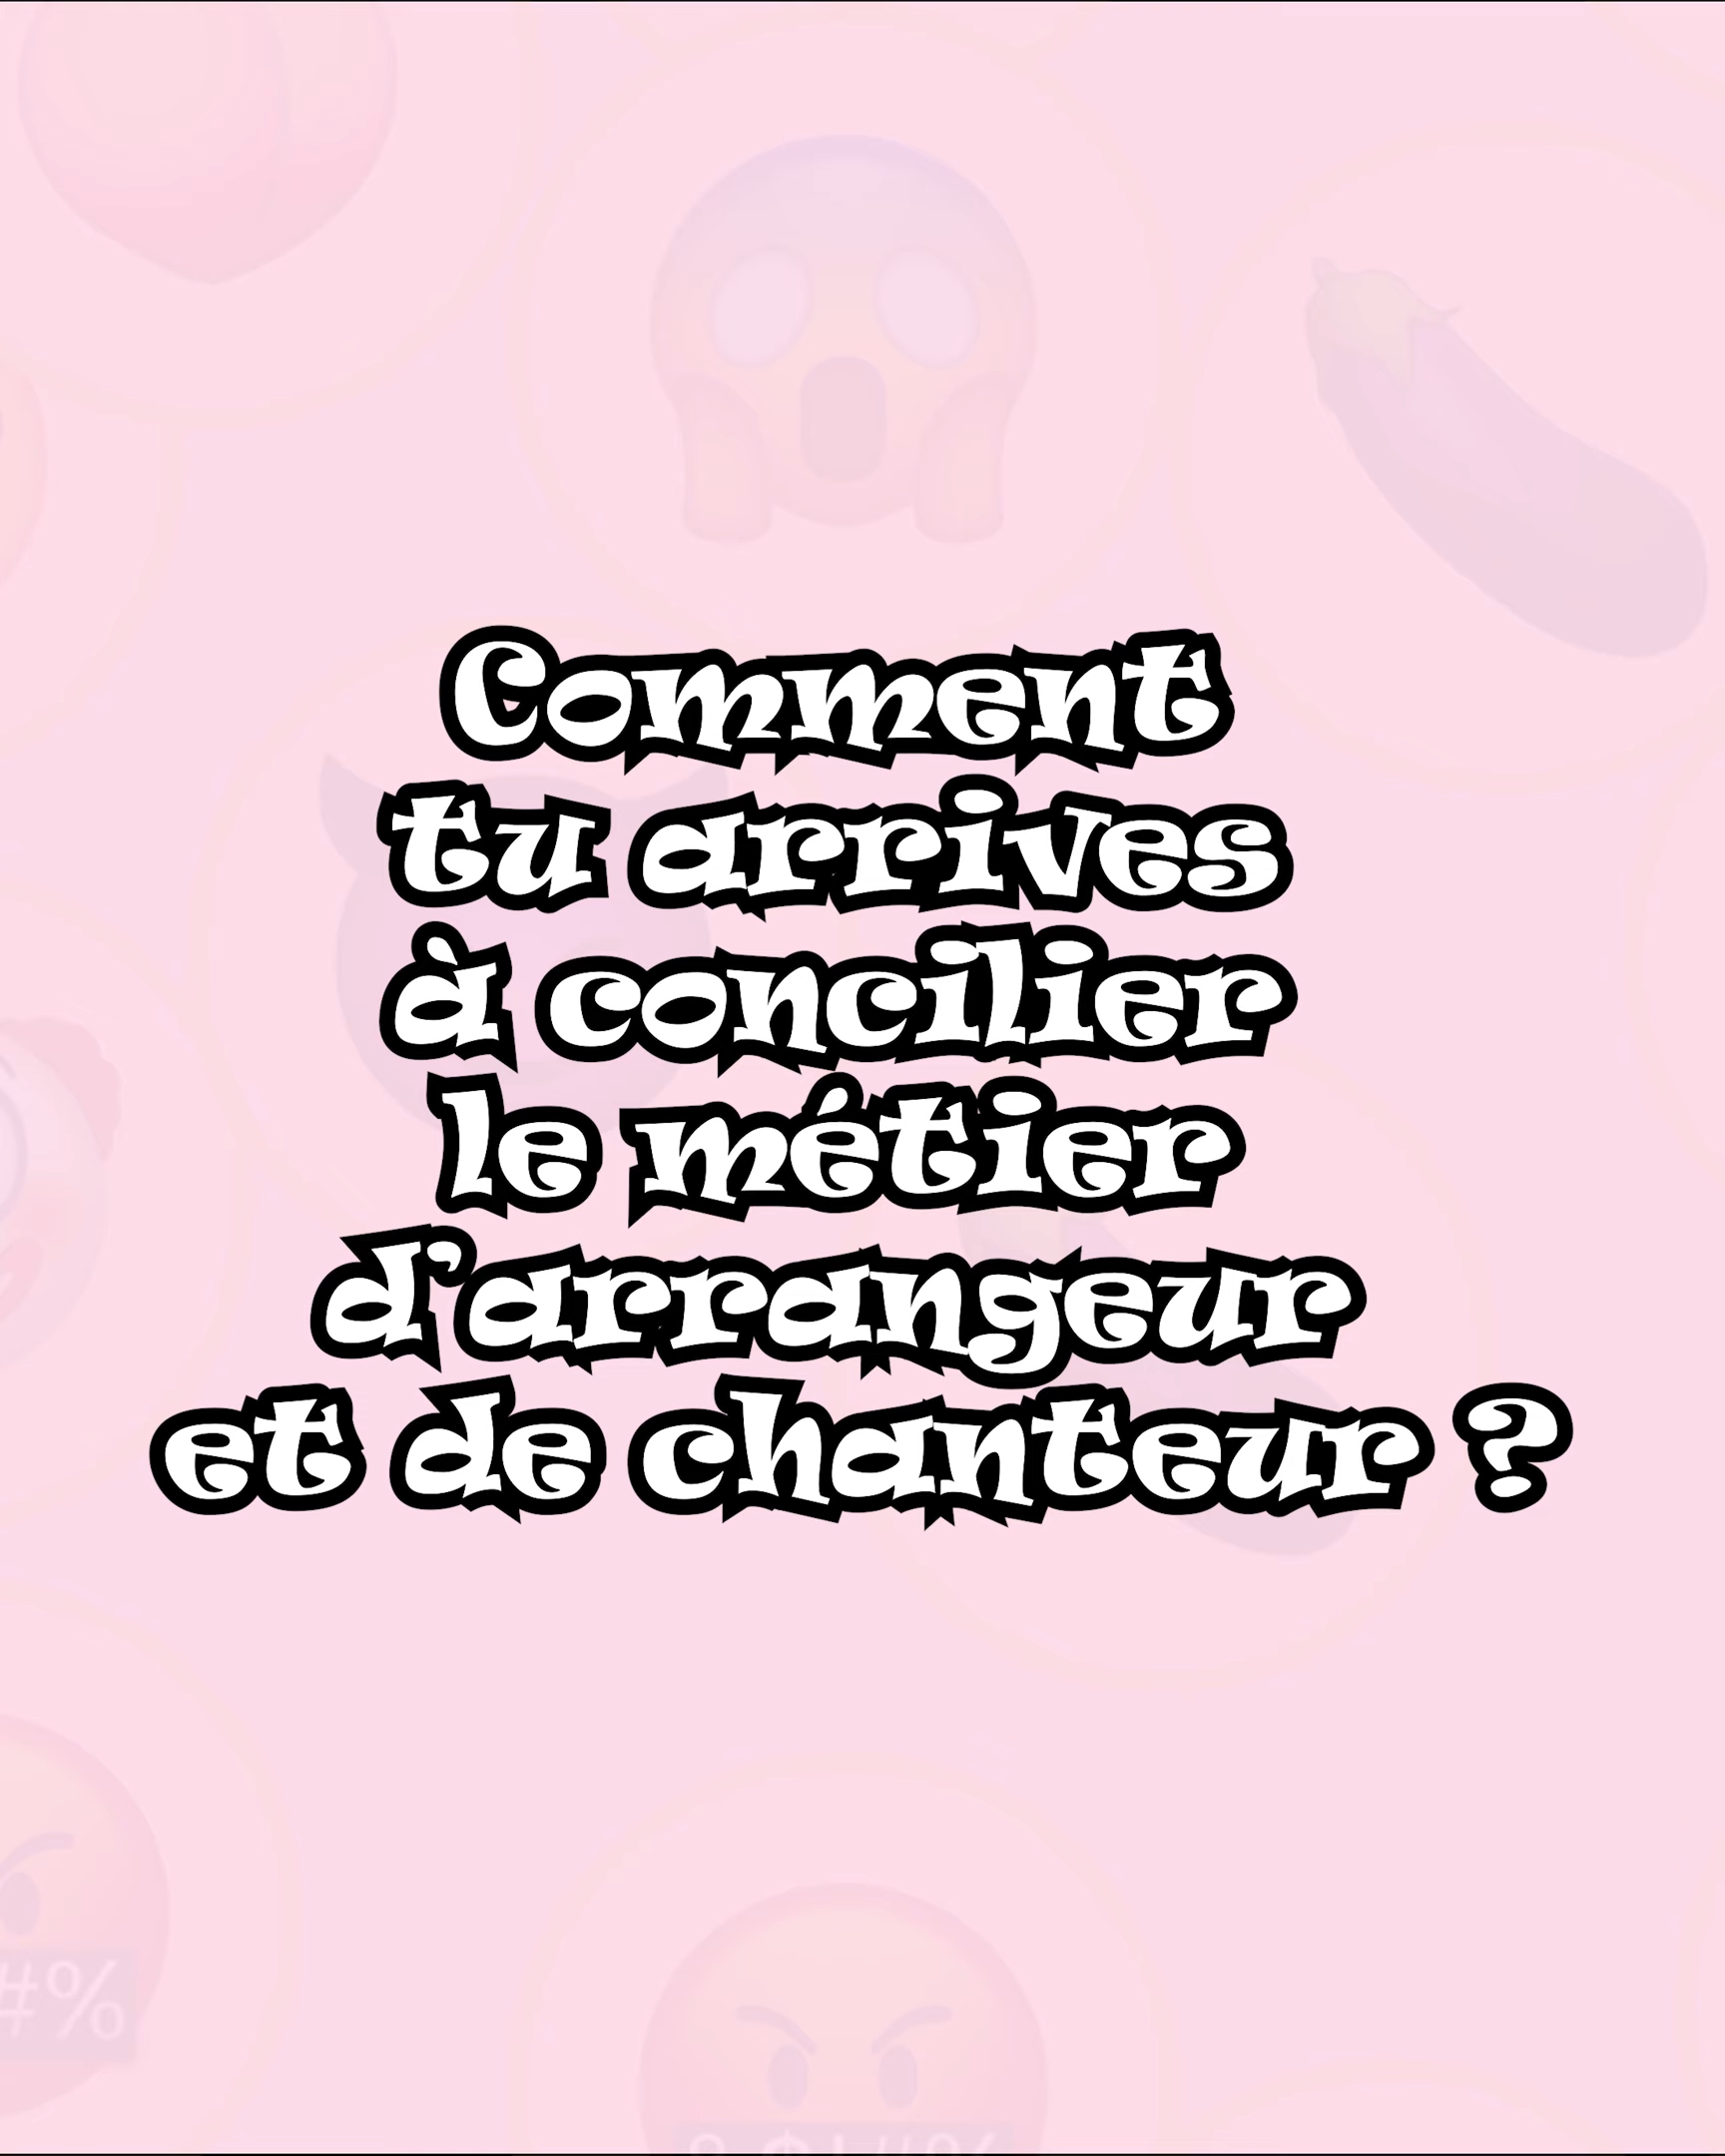 Comment
tu arrives
à concilier
le métier
d'arrangeur
et de chanteur ?
#%